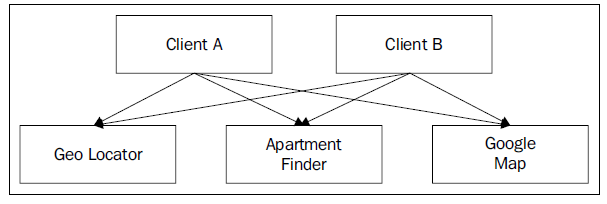 Client A
Client B
Geo Locator
Apartment
Finder
Google
Map